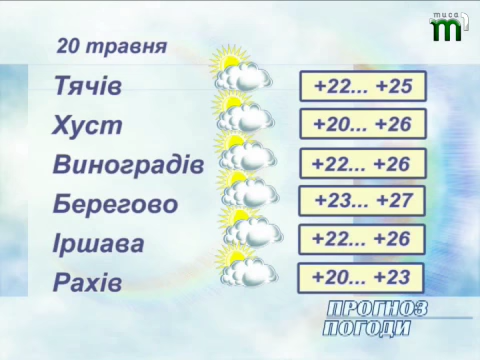 тиса
20 травня
Тячів +22... +25
Хуст +20... +26
Виноградів +22... +26
Берегово +23... +27
Іршава +22... +26
Рахів +20... +23
ПРОГНОЗ
ПОГОДИ